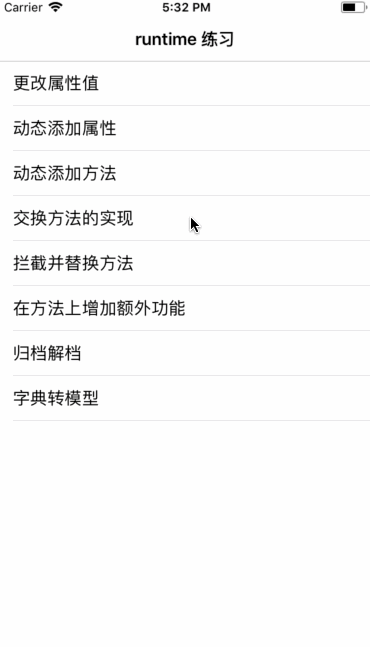 Carrier 5:32 PM
runtime 练习
更改属性值
动态添加属性
动态添加方法
交换方法的实现
拦截并替换方法
在方法上增加额外功能
归档解档
字典转模型